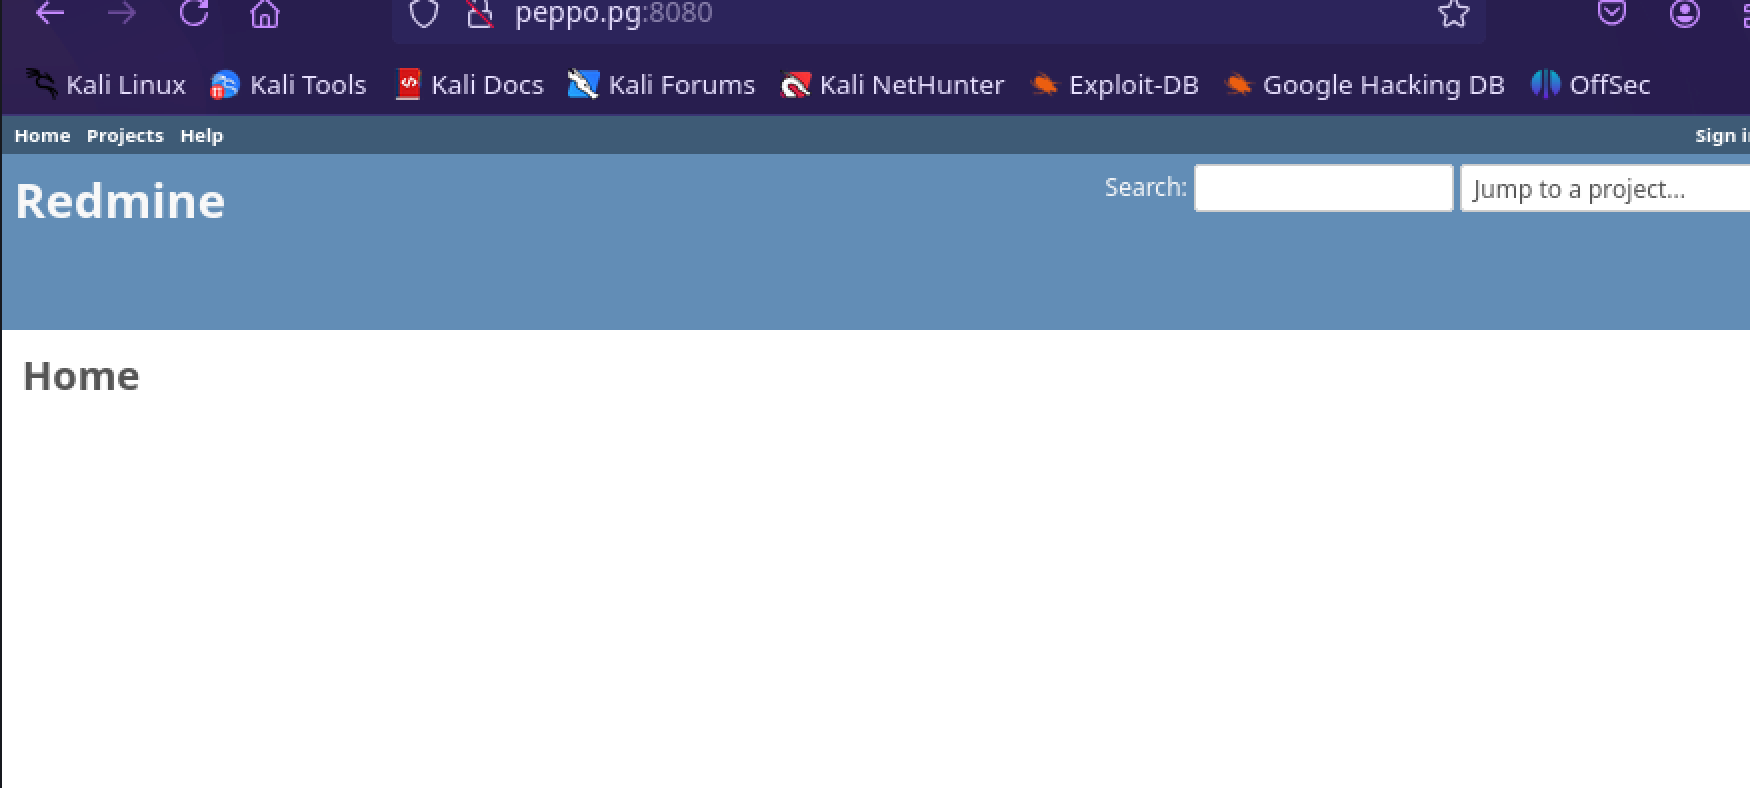 peppo.pg:8080
Kali Linux Kali Tools Kali Docs Kali Forums Kali NetHunter Exploit-DB Google Hacking DB OffSec
Home Projects Help Sign in
Redmine Search: Jump to a project...
Home